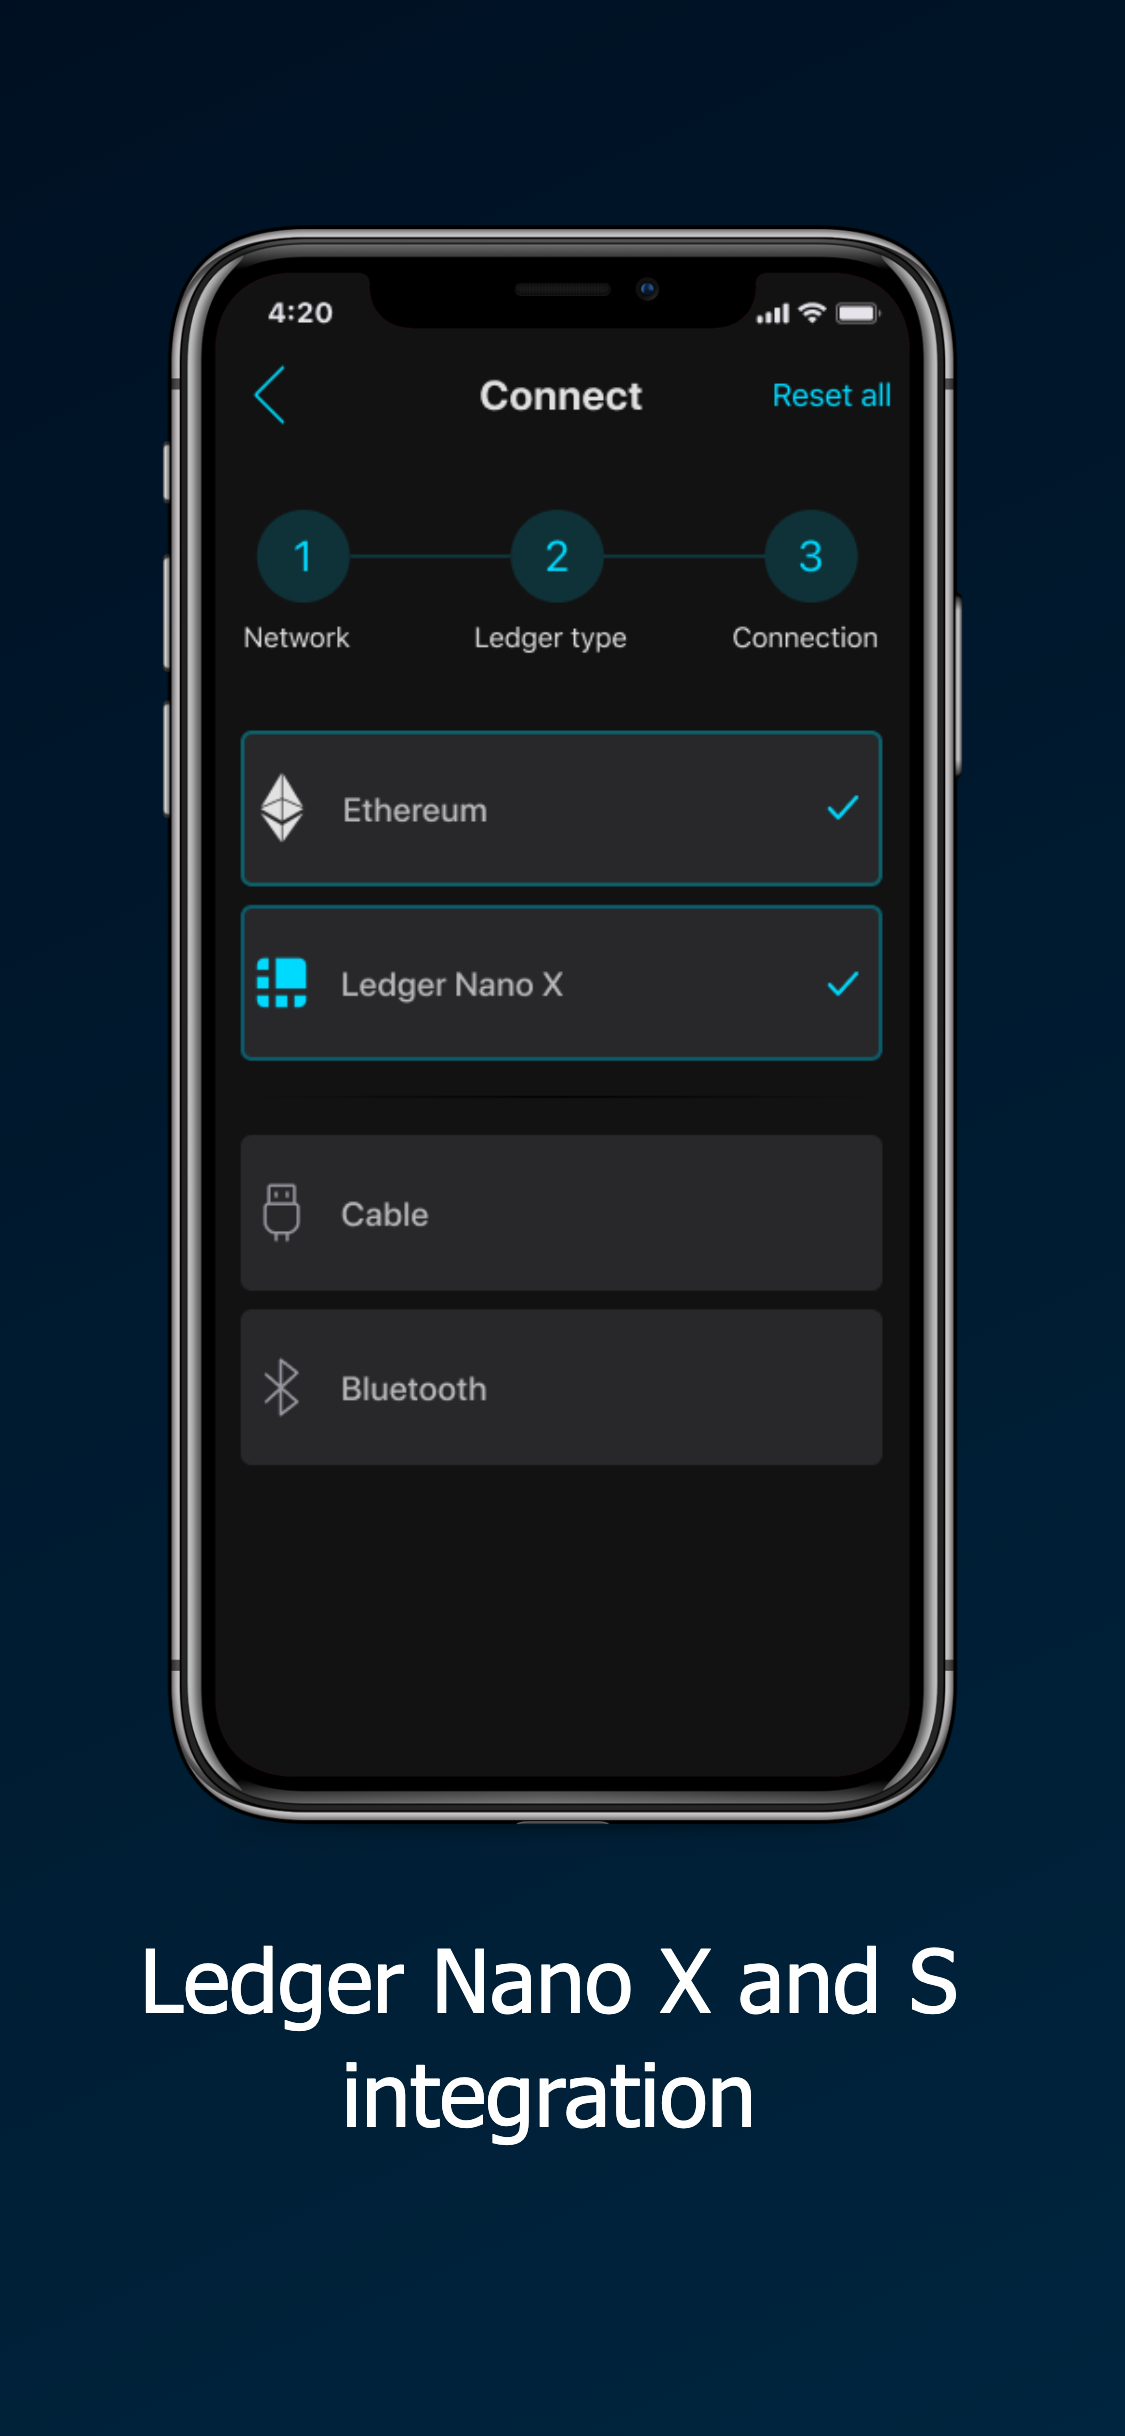 4:20
Connect
Reset all
1
2
3
Network
Ledger type
Connection
Ethereum
Ledger Nano X
Cable
Bluetooth
Ledger Nano X and S
integration